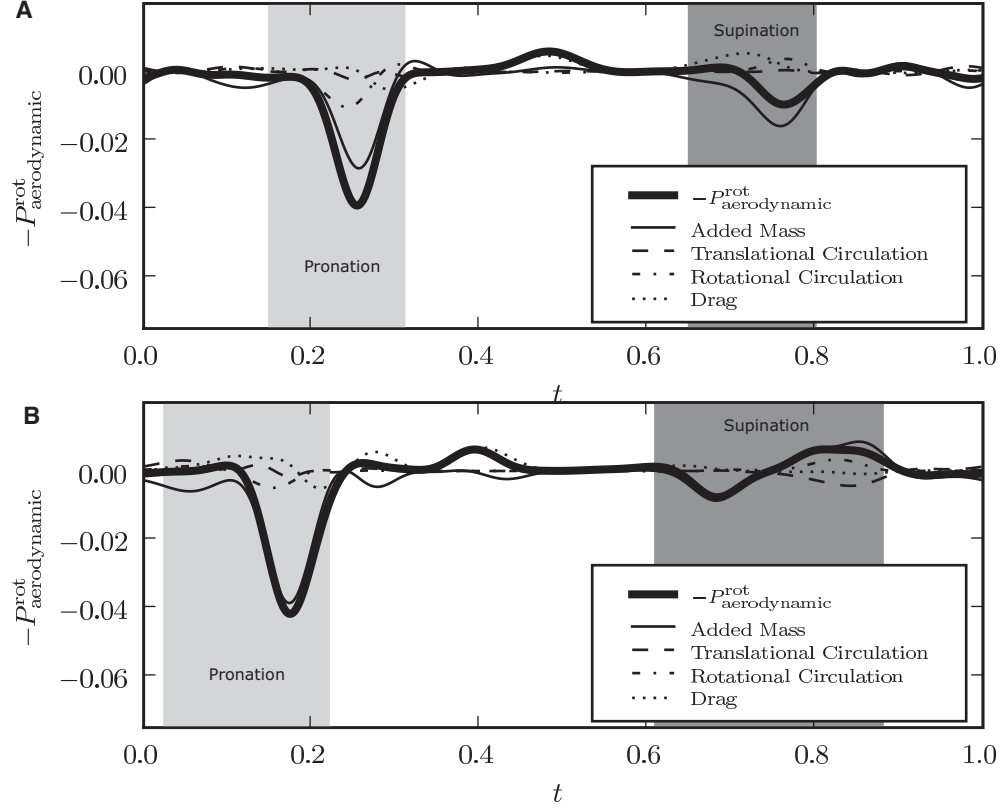 A
Supination
0.00
−0.02
−0.04
−0.06
−P^rot_aerodynamic
Pronation
−P^rot_aerodynamic
Added Mass
Translational Circulation
Rotational Circulation
Drag
0.0 0.2 0.4 0.6 0.8 1.0
t
B
Supination
0.00
−0.02
−0.04
−0.06
−P^rot_aerodynamic
Pronation
−P^rot_aerodynamic
Added Mass
Translational Circulation
Rotational Circulation
Drag
0.0 0.2 0.4 0.6 0.8 1.0
t